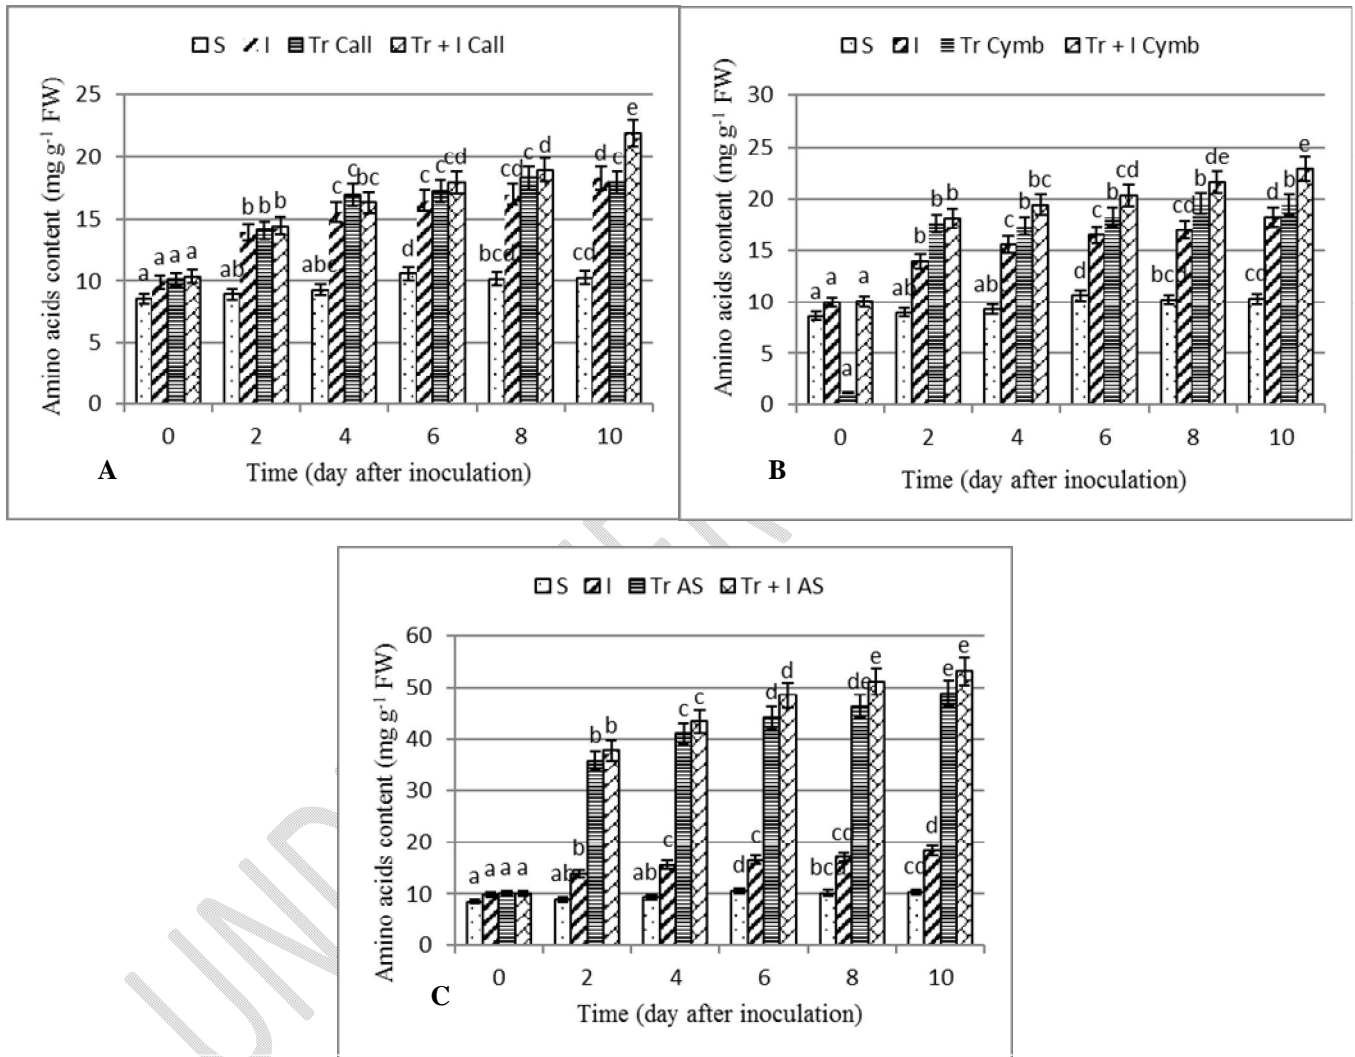 S I Tr Call Tr + I Call
Amino acids content (mg g-1 FW)
25
20
15
10
5
0
a a a a
ab b b b
abc c c bc
d c c cd
bcd cd c d
cd d c e
0 2 4 6 8 10
Time (day after inoculation)
A
S I Tr Cymb Tr + I Cymb
Amino acids content (mg g-1 FW)
30
25
20
15
10
5
0
a a a a
ab b b b
ab c b bc
d c b cd
bcd cd b de
cd d b e
0 2 4 6 8 10
Time (day after inoculation)
B
S I Tr AS Tr + I AS
Amino acids content (mg g-1 FW)
60
50
40
30
20
10
0
a a a a
ab b b b
ab c c c
d c d d
bcd cd de e
cd d e e
0 2 4 6 8 10
Time (day after inoculation)
C